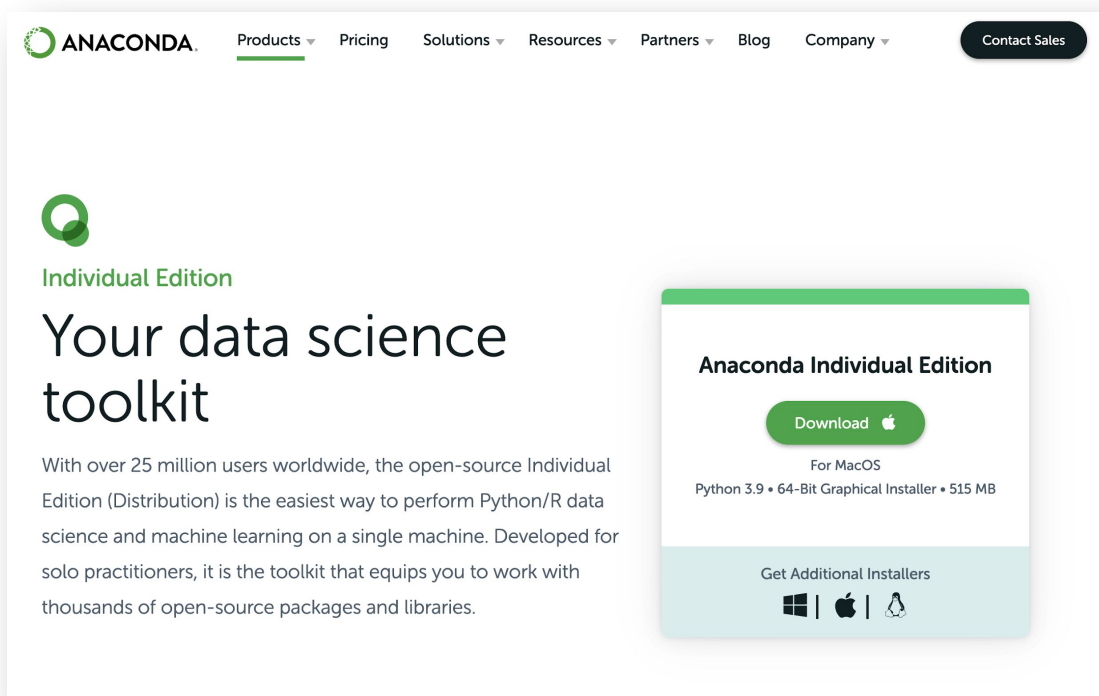 ANACONDA.
Products
Pricing
Solutions
Resources
Partners
Blog
Company
Contact Sales
Individual Edition
Your data science
toolkit
With over 25 million users worldwide, the open-source Individual
Edition (Distribution) is the easiest way to perform Python/R data
science and machine learning on a single machine. Developed for
solo practitioners, it is the toolkit that equips you to work with
thousands of open-source packages and libraries.
Anaconda Individual Edition
Download
For MacOS
Python 3.9 • 64-Bit Graphical Installer • 515 MB
Get Additional Installers